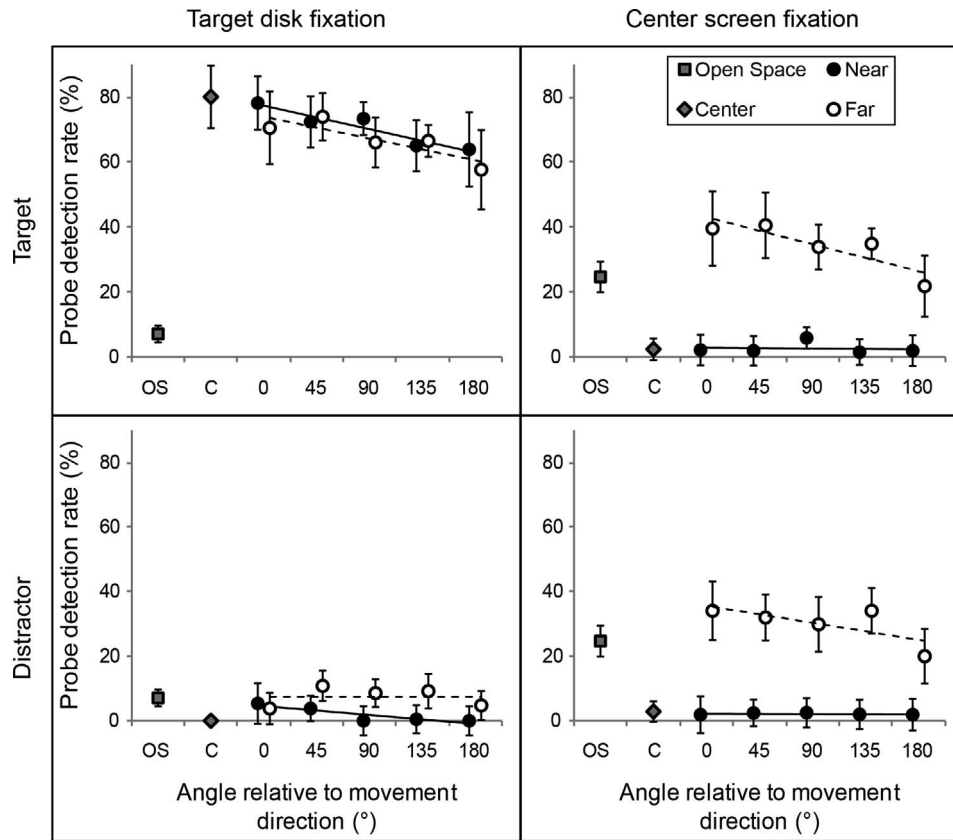 Target disk fixation
Center screen fixation
Target
Probe detection rate (%)
80
60
40
20
0
OS C 0 45 90 135 180
80
60
40
20
0
OS C 0 45 90 135 180
Open Space Near
Center Far
Distractor
Probe detection rate (%)
80
60
40
20
0
OS C 0 45 90 135 180
Angle relative to movement
direction (°)
80
60
40
20
0
OS C 0 45 90 135 180
Angle relative to movement
direction (°)